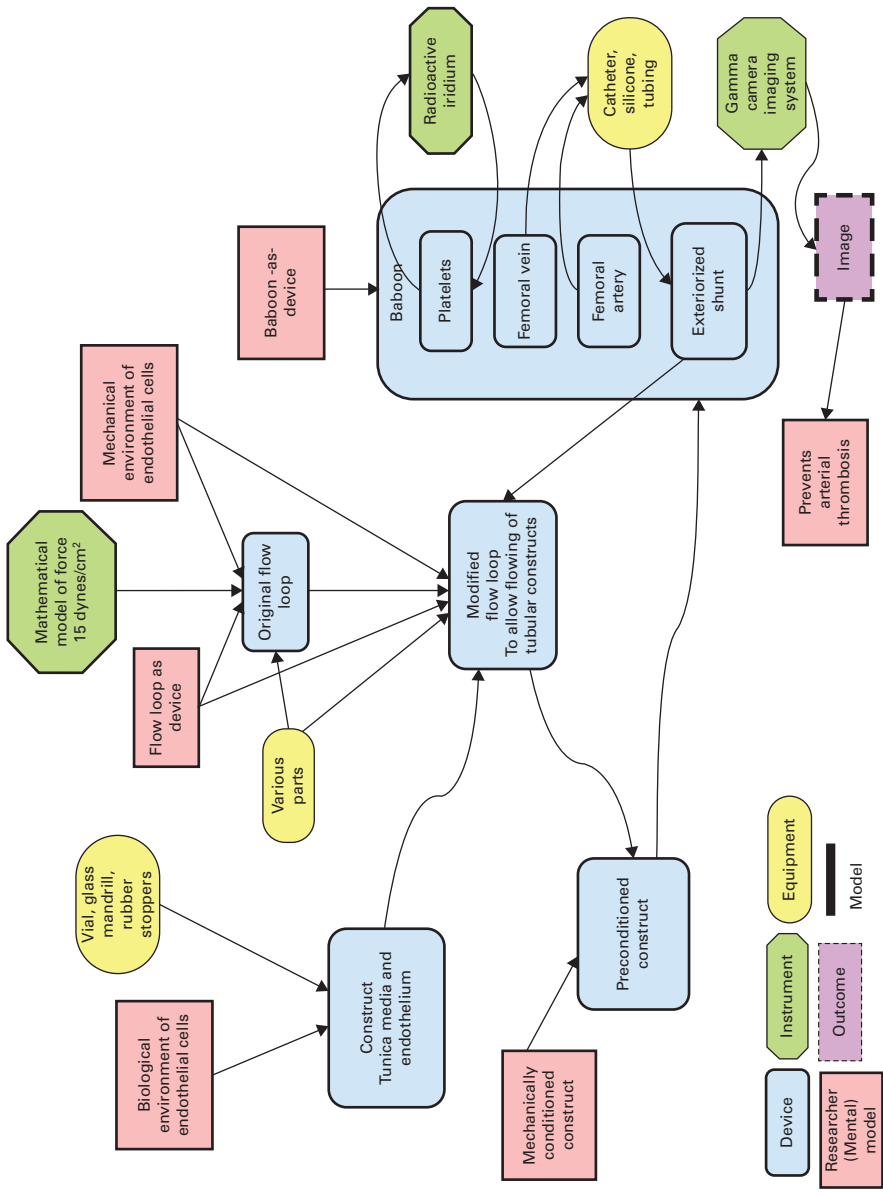 Mathematical
model of force
15 dynes/cm²
Mechanical
environment of
endothelial cells
Flow loop as
device
Original flow
loop
Various
parts
Vial, glass
mandrill,
rubber
stoppers
Biological
environment of
endothelial cells
Construct
Tunica media and
endothelium
Modified
flow loop
To allow flowing of
tubular constructs
Mechanically
conditioned
construct
Preconditioned
construct
Baboon -as-
device
Baboon
Platelets
Femoral vein
Femoral
artery
Exteriorized
shunt
Radioactive
iridium
Catheter,
silicone,
tubing
Gamma
camera
imaging
system
Image
Prevents
arterial
thrombosis
Device
Instrument
Equipment
Researcher
(Mental)
model
Outcome
Model